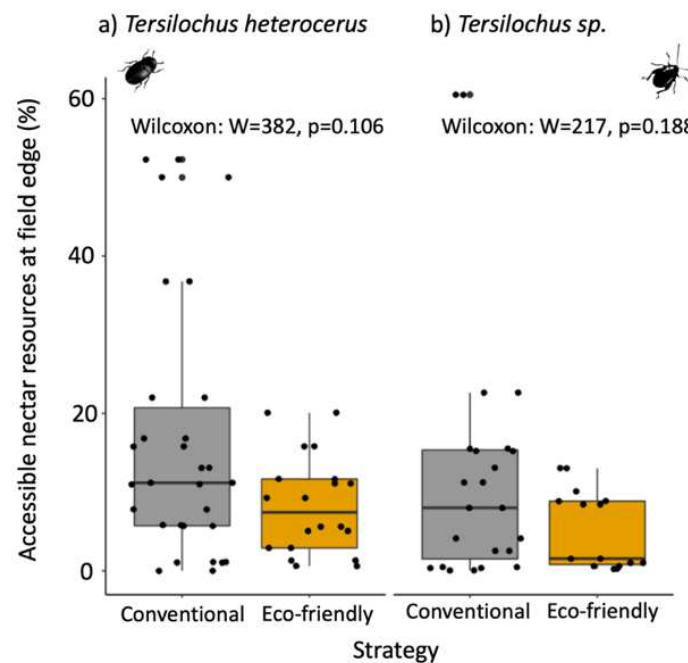 a) Tersilochus heterocerus
b) Tersilochus sp.
Wilcoxon: W=382, p=0.106
Wilcoxon: W=217, p=0.188
Accessible nectar resources at field edge (%)
60
40
20
0
Conventional
Eco-friendly
Conventional
Eco-friendly
Strategy